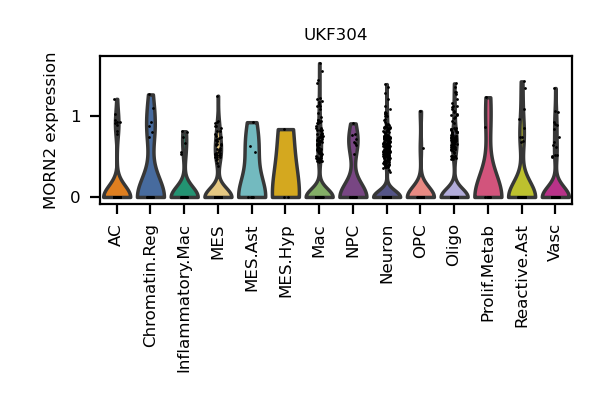 UKF304
MORN2 expression
1
0
AC
Chromatin.Reg
Inflammatory.Mac
MES
MES.Ast
MES.Hyp
Mac
NPC
Neuron
OPC
Oligo
Prolif.Metab
Reactive.Ast
Vasc